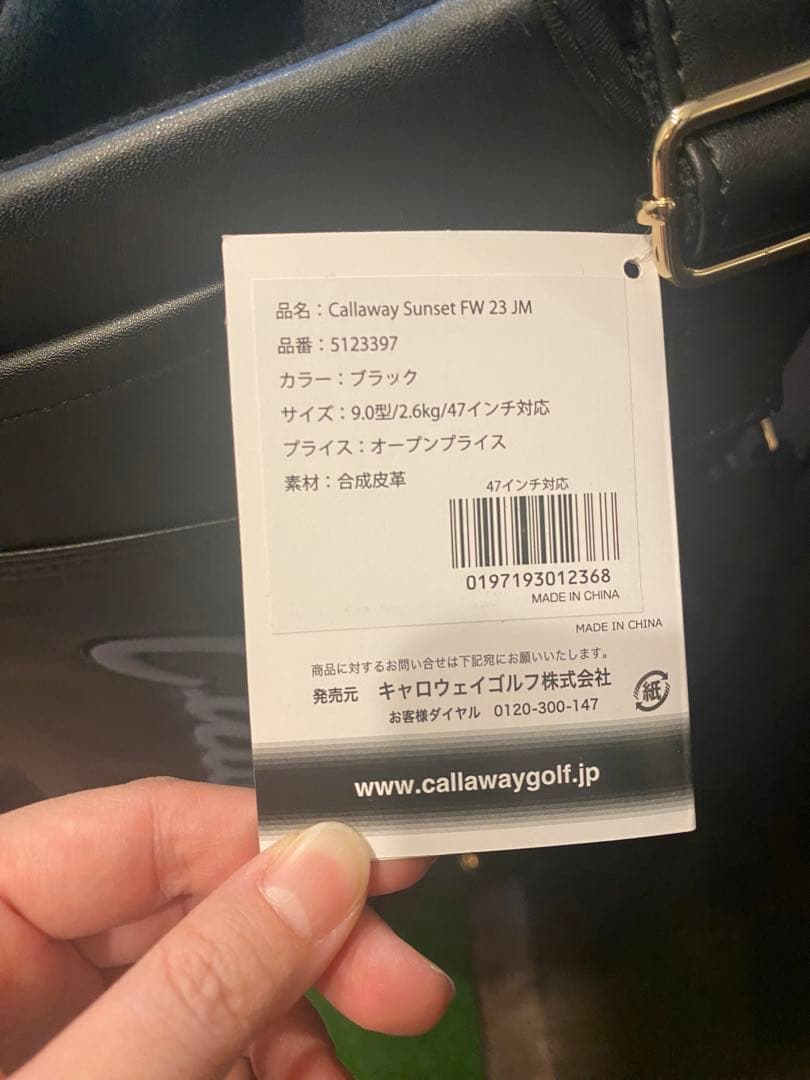 品名：Callaway Sunset FW 23 JM
品番：5123397
カラー：ブラック
サイズ：9.0型/2.6kg/47インチ対応
プライス：オープンプライス
素材：合成皮革
47インチ対応
0197193012368
MADE IN CHINA
MADE IN CHINA
商品に対するお問い合せは下記宛にお願いいたします。
発売元 キャロウェイゴルフ株式会社
お客様ダイヤル 0120-300-147
紙
www.callawaygolf.jp